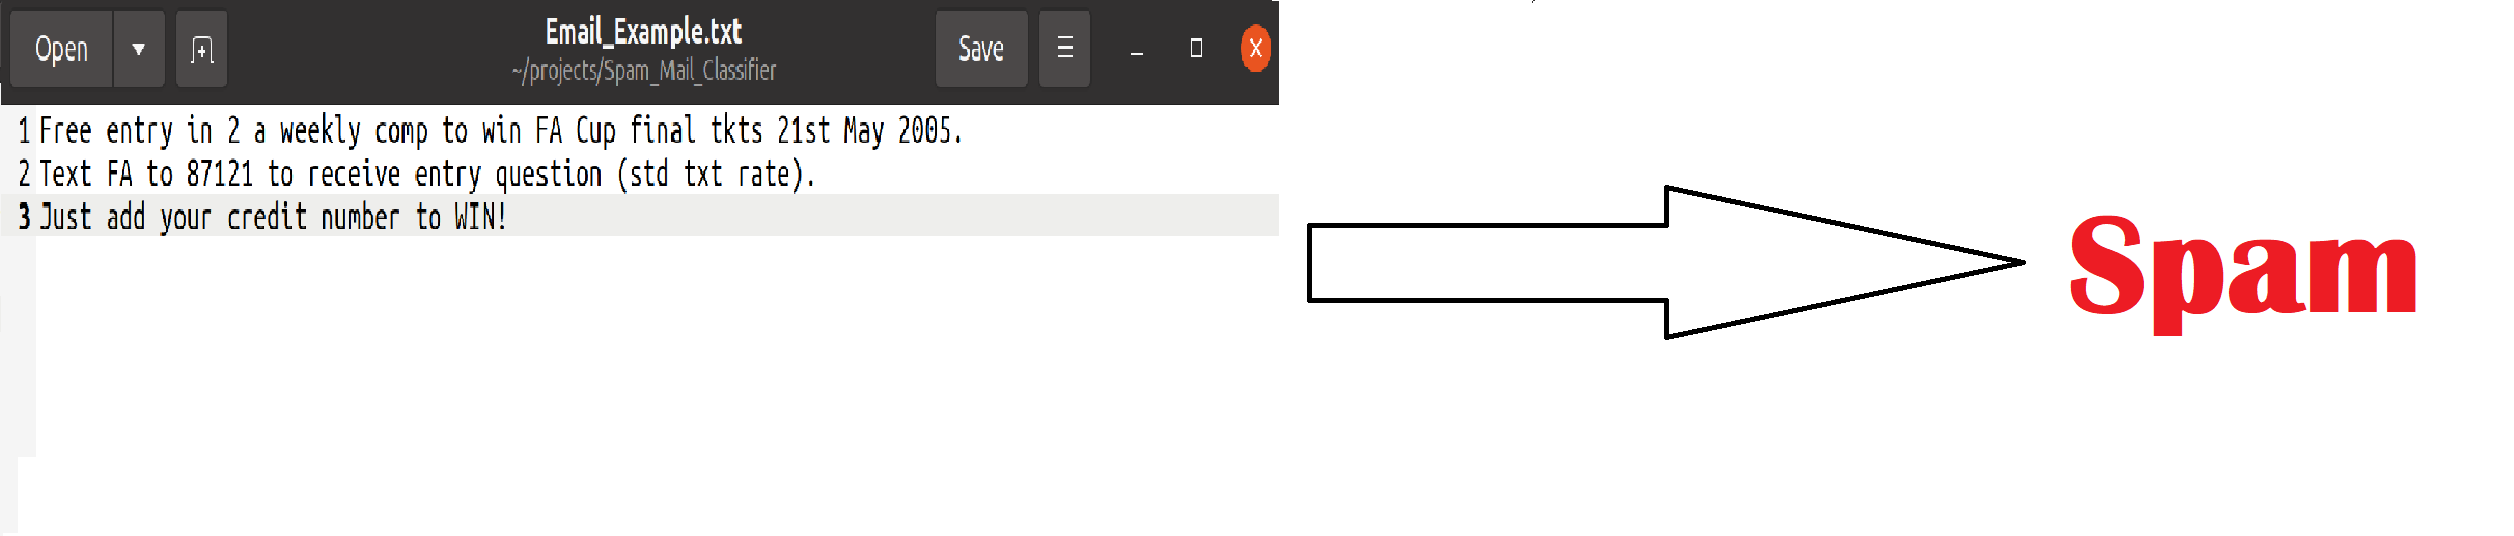 Open
Email_Example.txt
~/projects/Spam_Mail_Classifier
Save
1 Free entry in 2 a weekly comp to win FA Cup final tkts 21st May 2005.
2 Text FA to 87121 to receive entry question (std txt rate).
3 Just add your credit number to WIN!
Spam